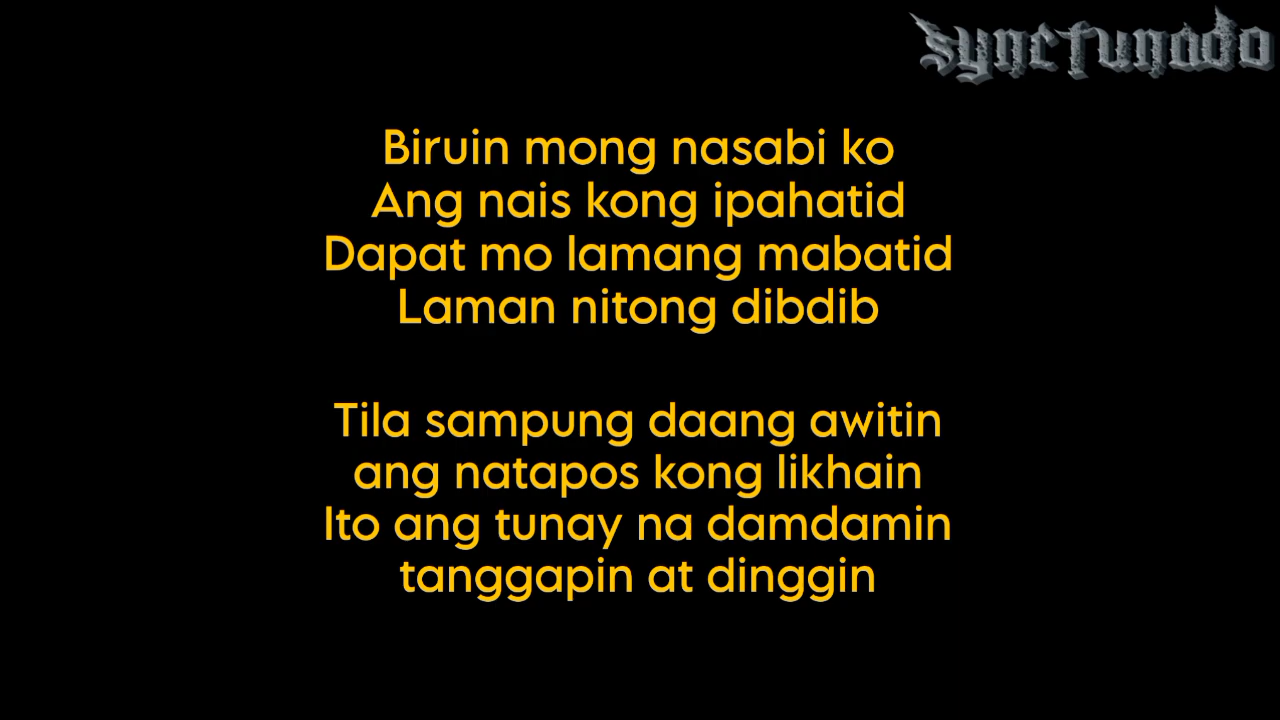 synctunado
Biruin mong nasabi ko
Ang nais kong ipahatid
Dapat mo lamang mabatid
Laman nitong dibdib
Tila sampung daang awitin
ang natapos kong likhain
Ito ang tunay na damdamin
tanggapin at dinggin